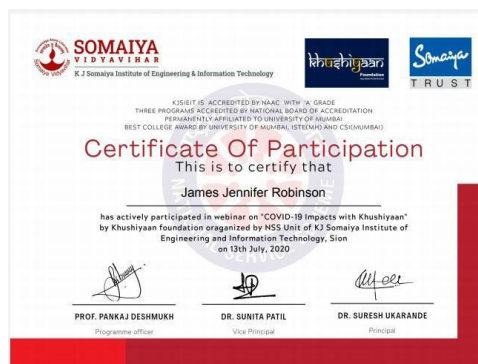 SOMAIYA
VIDYAVIHAR
K J Somaiya Institute of Engineering & Information Technology
Somaiya Vidyavihar
khushiyaan
Foundation
Somaiya
TRUST
KJSIEIT IS ACCREDITED BY NAAC WITH 'A' GRADE
THREE PROGRAMS ACCREDITED BY NATIONAL BOARD OF ACCREDITATION
PERMANENTLY AFFILIATED TO UNIVERSITY OF MUMBAI
BEST COLLEGE AWARD BY UNIVERSITY OF MUMBAI, ISTE(MH) AND CSI(MUMBAI)
Certificate Of Participation
This is to certify that
James Jennifer Robinson
has actively participated in webinar on "COVID-19 Impacts with Khushiyaan"
by Khushiyaan foundation oraganized by NSS Unit of KJ Somaiya Institute of
Engineering and Information Technology, Sion
on 13th July, 2020
PROF. PANKAJ DESHMUKH
Programme officer
DR. SUNITA PATIL
Vice Principal
DR. SURESH UKARANDE
Principal